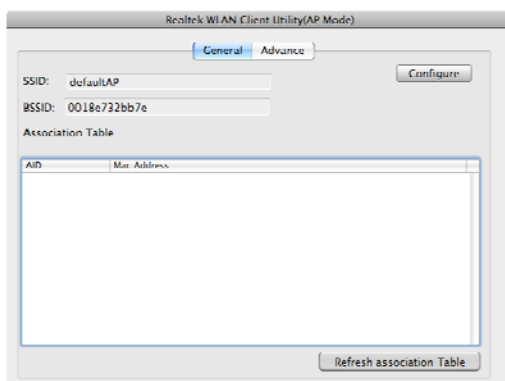 Realtek WLAN Client Utility(AP Mode)
General Advance
Configure
SSID: defaultAP
BSSID: 0018e732bb7e
Association Table
AID Mac Address
Refresh association Table